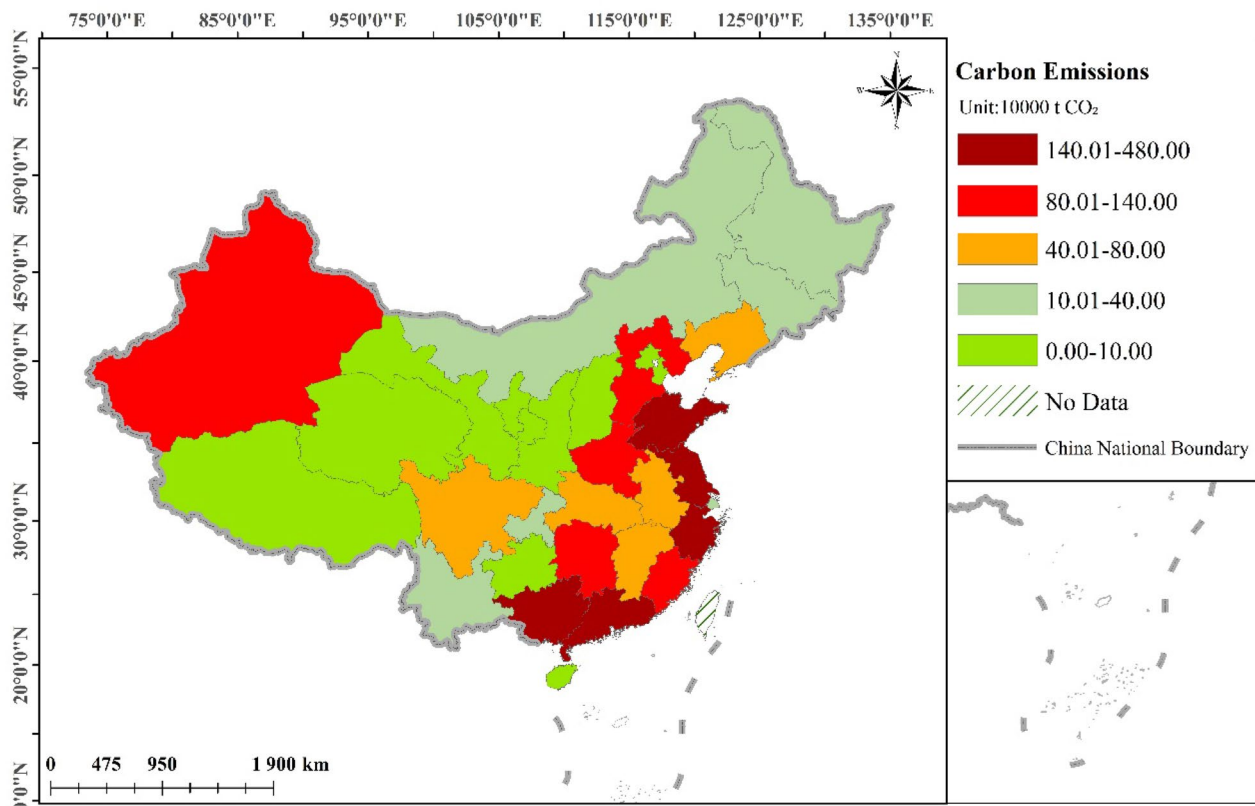 75°0'0"E 85°0'0"E 95°0'0"E 105°0'0"E 115°0'0"E 125°0'0"E 135°0'0"E
55°0'0"N
50°0'0"N
45°0'0"N
40°0'0"N
30°0'0"N
20°0'0"N
0°0'0"N
N
W E
S
0 475 950 1 900 km
Carbon Emissions
Unit:10000 t CO₂
140.01-480.00
80.01-140.00
40.01-80.00
10.01-40.00
0.00-10.00
No Data
China National Boundary